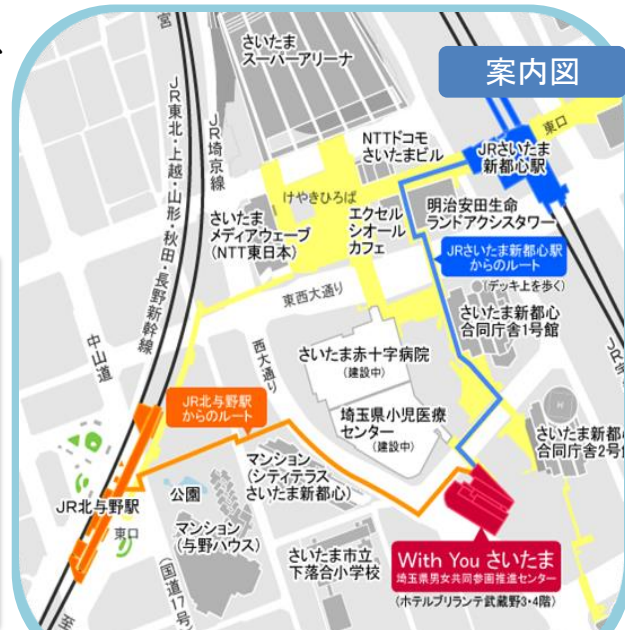 案内図
宮
さいたま
スーパーアリーナ
JR東北・上越・山形・秋田・長野新幹線
JR埼京線
NTTドコモ
さいたまビル
JRさいたま
新都心駅
東口
けやきひろば
さいたま
メディアウェーブ
(NTT東日本)
エクセル
シオール
カフェ
明治安田生命
ランドアクシスタワー
JRさいたま新都心駅
からのルート
(デッキ上を歩く)
東西大通り
さいたま新都心
合同庁舎1号館
中山道
西大通り
さいたま赤十字病院
(建設中)
JR北与野駅
からのルート
埼玉県小児医療
センター
(建設中)
さいたま新都
合同庁舎2号
マンション
(シティテラス
さいたま新都心)
公園
JR北与野駅
東口
マンション
(与野ハウス)
(国道17号)
さいたま市立
下落合小学校
With You さいたま
埼玉県男女共同参画推進センター
(ホテルブリランテ武蔵野3・4階)
至